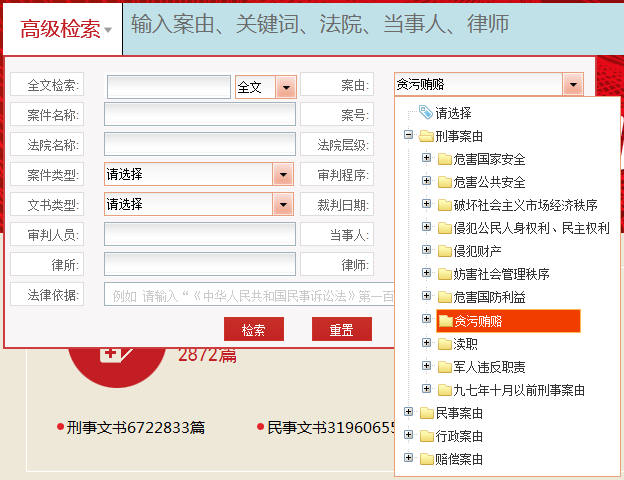 高级检索 输入案由、关键词、法院、当事人、律师
全文检索: 全文 案由: 贪污贿赂
案件名称: 案号:
法院名称: 法院层级:
案件类型: 请选择 审判程序:
文书类型: 请选择 裁判日期:
审判人员: 当事人:
律所: 律师:
法律依据: 例如 请输入“《中华人民共和国民事诉讼法》第一百
检索 重置
请选择
刑事案由
危害国家安全
危害公共安全
破坏社会主义市场经济秩序
侵犯公民人身权利、民主权利
侵犯财产
妨害社会管理秩序
危害国防利益
贪污贿赂
渎职
军人违反职责
九七年十月以前刑事案由
民事案由
行政案由
赔偿案由
2872篇
刑事文书6722833篇 民事文书3196065